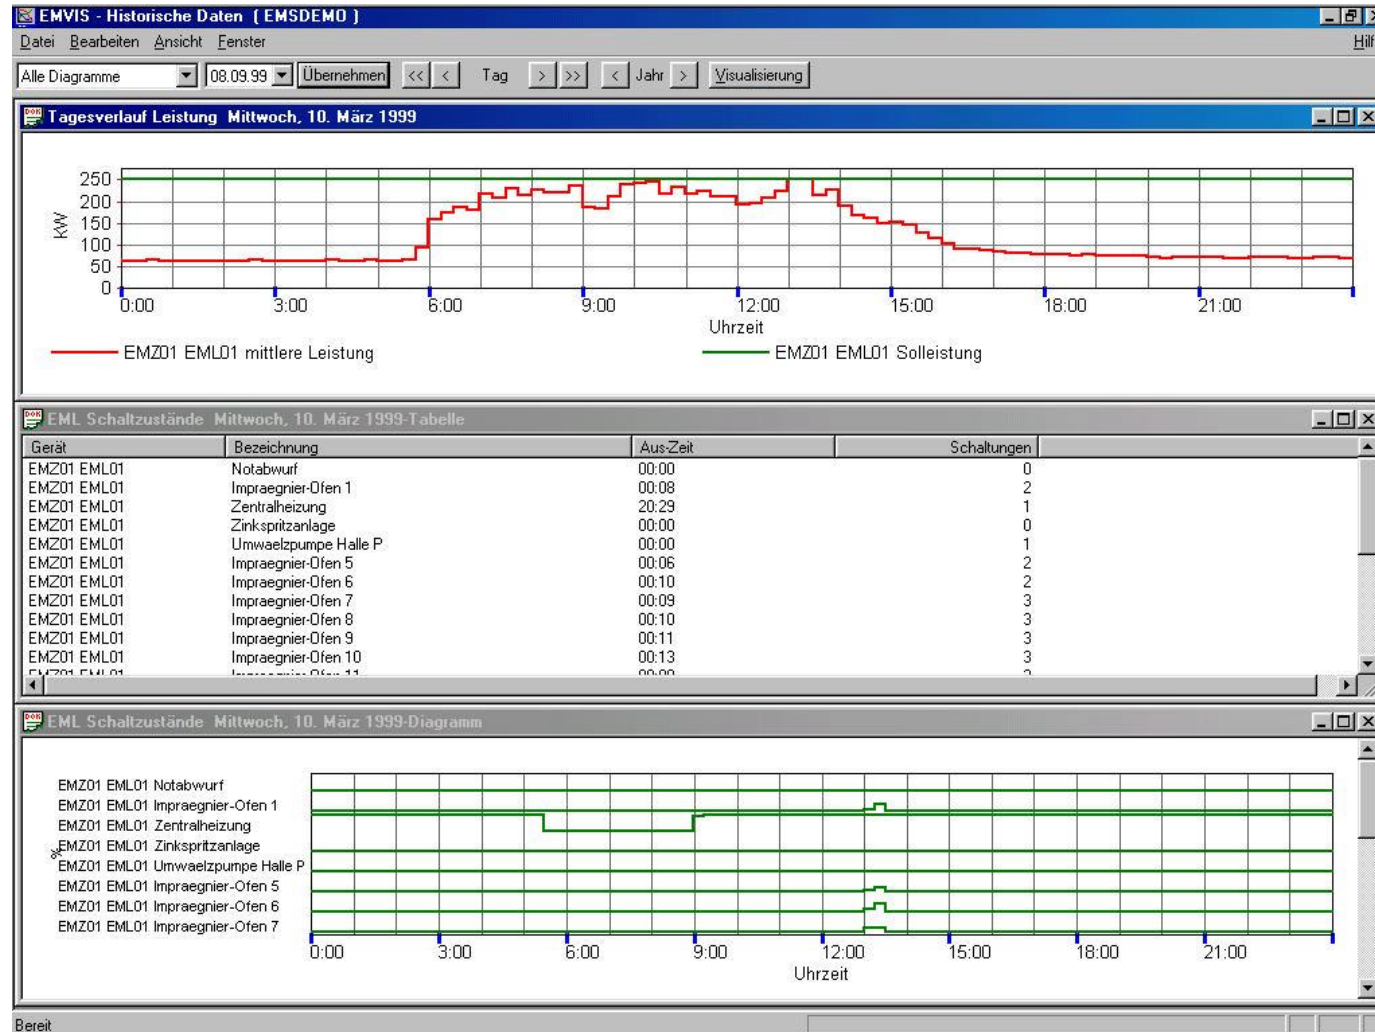 EMVIS - Historische Daten ( EMSDEMO )
Datei Bearbeiten Ansicht Fenster Hilf
Alle Diagramme 08.09.99 Übernehmen << < Tag > >> < Jahr > Visualisierung
Tagesverlauf Leistung Mittwoch, 10. März 1999
250
200
150
100
50
0
kW
0:00 3:00 6:00 9:00 12:00 15:00 18:00 21:00
Uhrzeit
EMZ01 EML01 mittlere Leistung EMZ01 EML01 Solleistung
EML Schaltzustände Mittwoch, 10. März 1999-Tabelle
Gerät Bezeichnung Aus-Zeit Schaltungen
EMZ01 EML01 Notabwurf 00:00 0
EMZ01 EML01 Impraegnier-Ofen 1 00:08 2
EMZ01 EML01 Zentralheizung 20:29 1
EMZ01 EML01 Zinkspritzanlage 00:00 0
EMZ01 EML01 Umwaelzpumpe Halle P 00:00 1
EMZ01 EML01 Impraegnier-Ofen 5 00:06 2
EMZ01 EML01 Impraegnier-Ofen 6 00:10 2
EMZ01 EML01 Impraegnier-Ofen 7 00:09 3
EMZ01 EML01 Impraegnier-Ofen 8 00:10 3
EMZ01 EML01 Impraegnier-Ofen 9 00:11 3
EMZ01 EML01 Impraegnier-Ofen 10 00:13 3
EMZ01 EML01 Impraegnier-Ofen 11
EML Schaltzustände Mittwoch, 10. März 1999-Diagramm
EMZ01 EML01 Notabwurf
EMZ01 EML01 Impraegnier-Ofen 1
EMZ01 EML01 Zentralheizung
EMZ01 EML01 Zinkspritzanlage
%
EMZ01 EML01 Umwaelzpumpe Halle P
EMZ01 EML01 Impraegnier-Ofen 5
EMZ01 EML01 Impraegnier-Ofen 6
EMZ01 EML01 Impraegnier-Ofen 7
0:00 3:00 6:00 9:00 12:00 15:00 18:00 21:00
Uhrzeit
Bereit